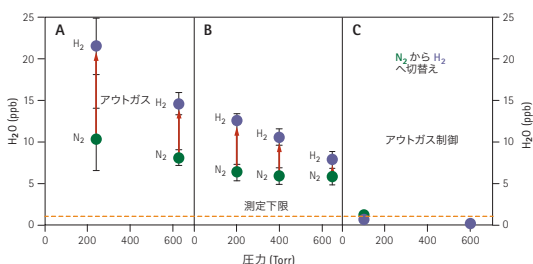 25
20
15
10
5
0
H₂O (ppb)
A
H₂
N₂
アウトガス
H₂
N₂
B
H₂
N₂
H₂
N₂
H₂
N₂
測定下限
C
N₂ から H₂
へ切替え
アウトガス制御
25
20
15
10
5
0
H₂O (ppb)
0 200 400 600
200 400 600
0 200 400 600
圧力 (Torr)